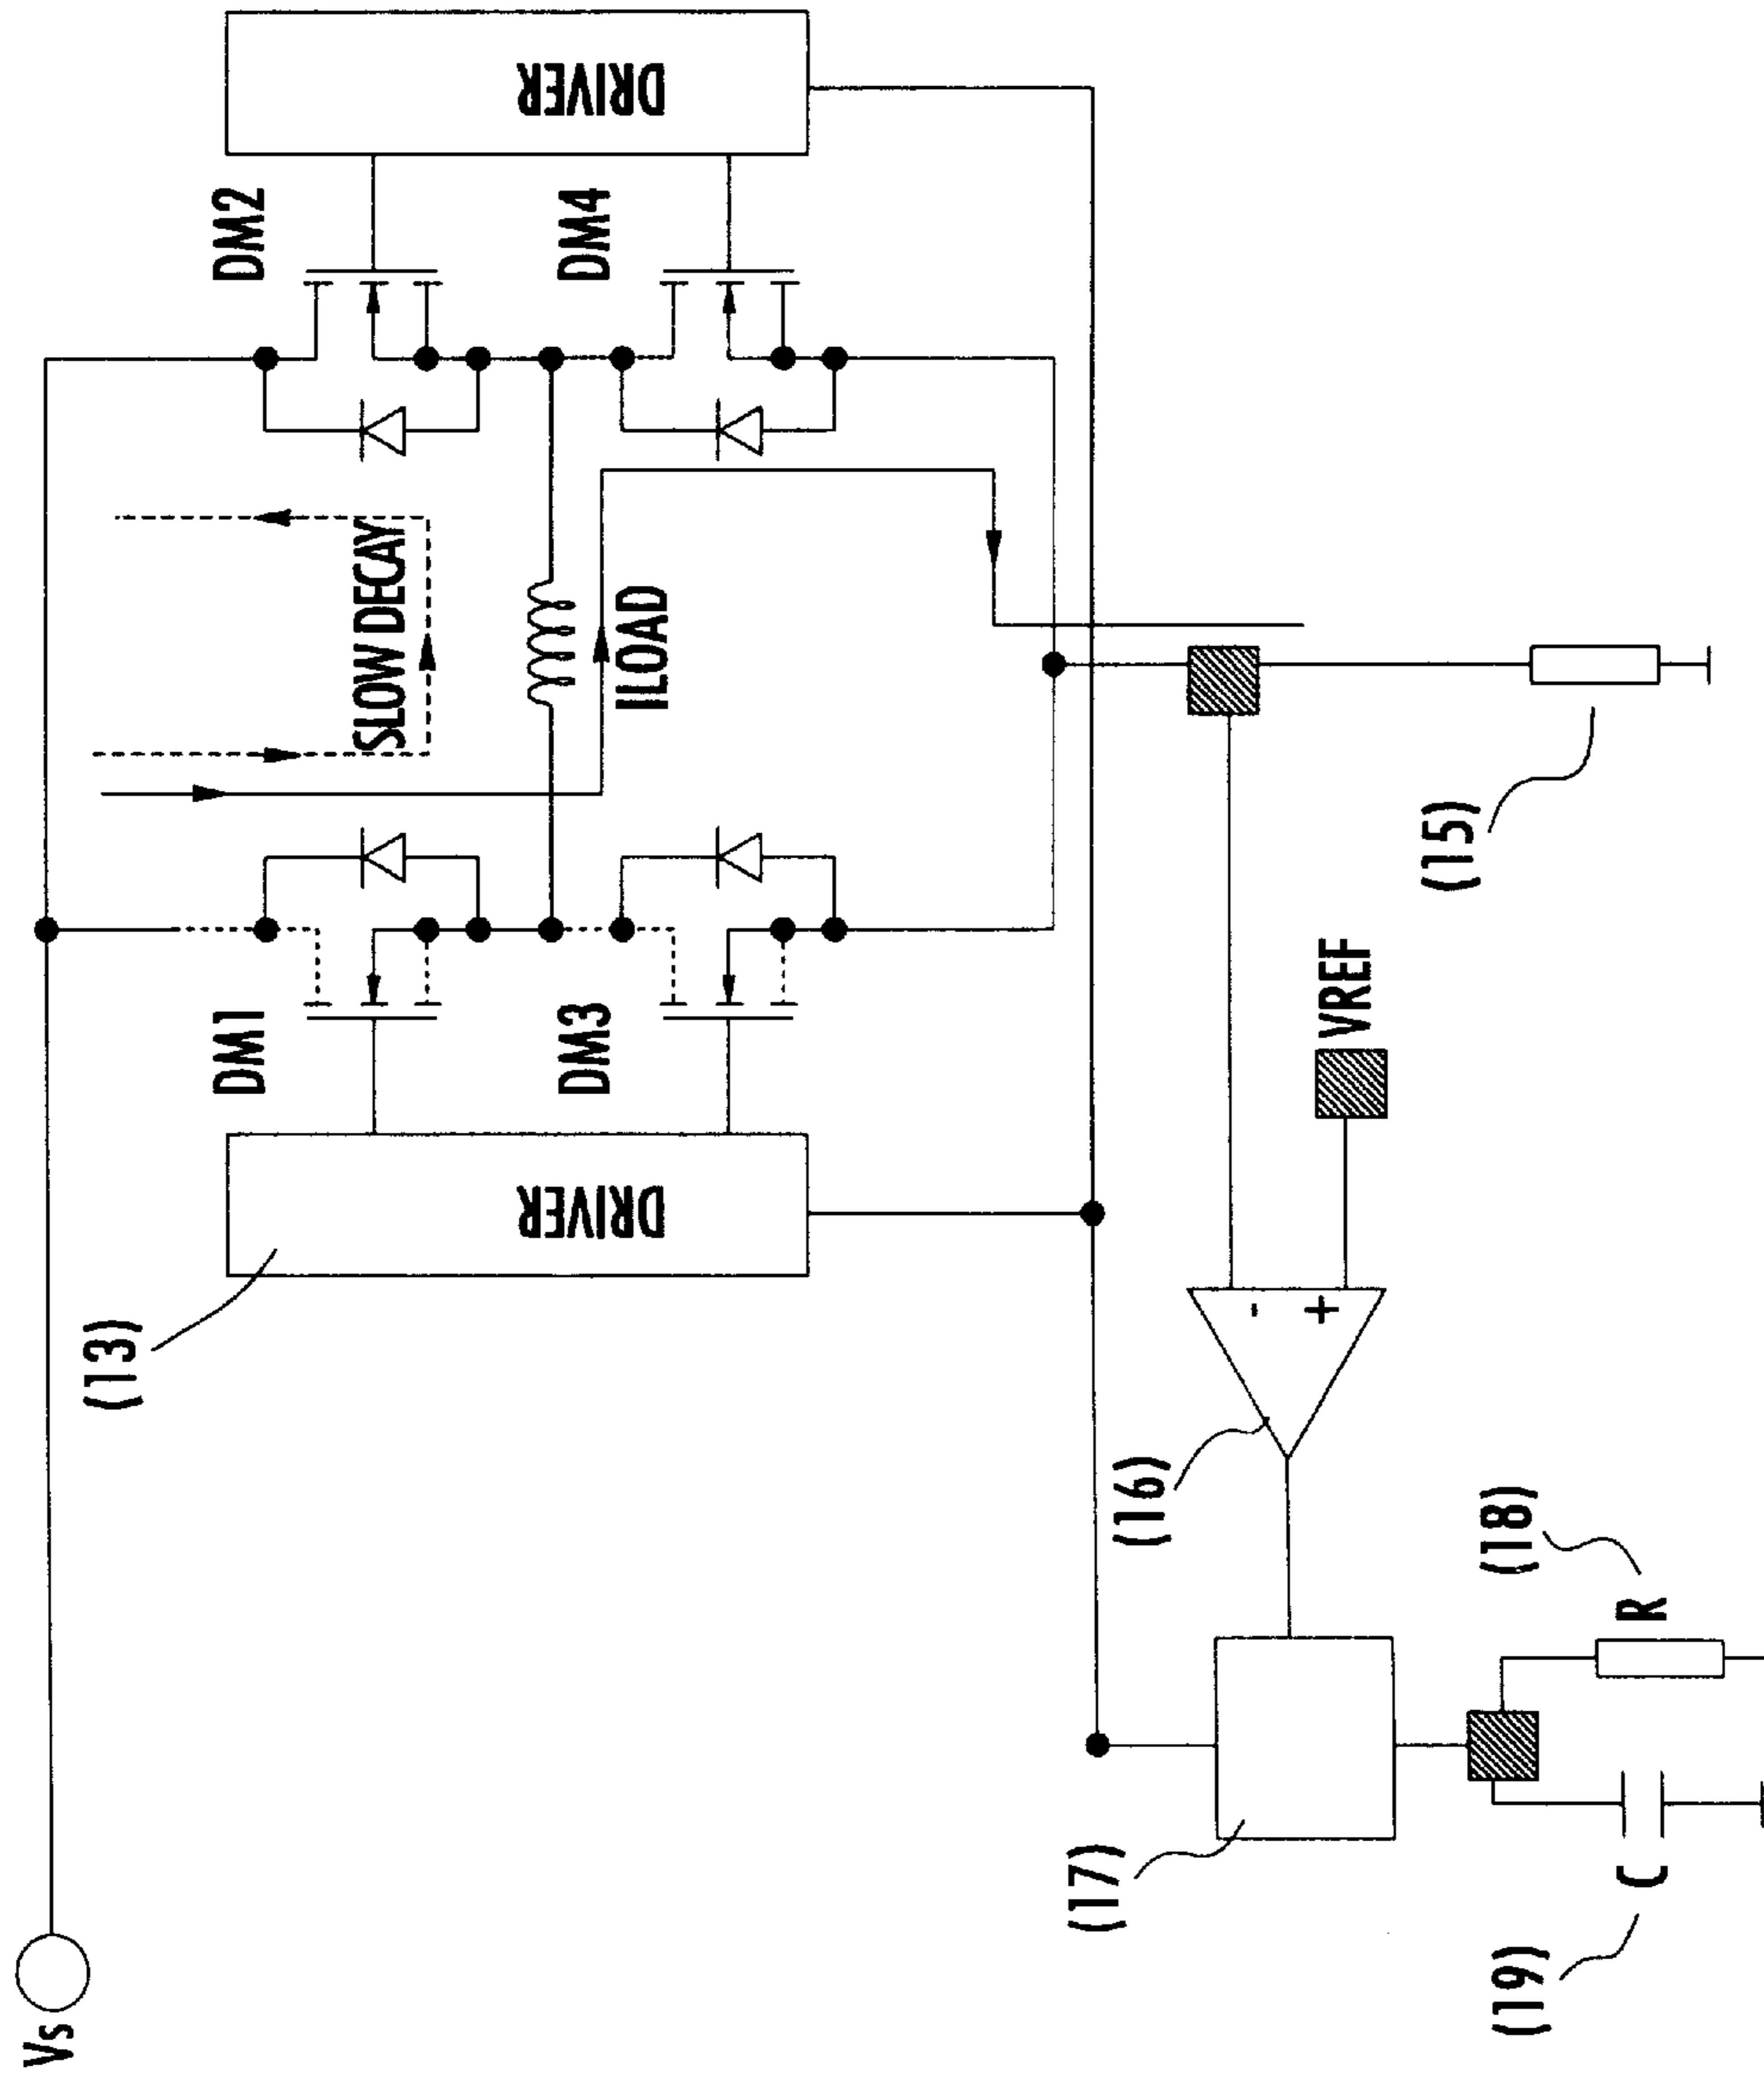 Vs
(13)
DRIVER
DM1
DM3
SLOW DECAY
ILOAD
DM2
DM4
DRIVER
(17)
(16)
-
+
VREF
(15)
(19)
C
R
(18)